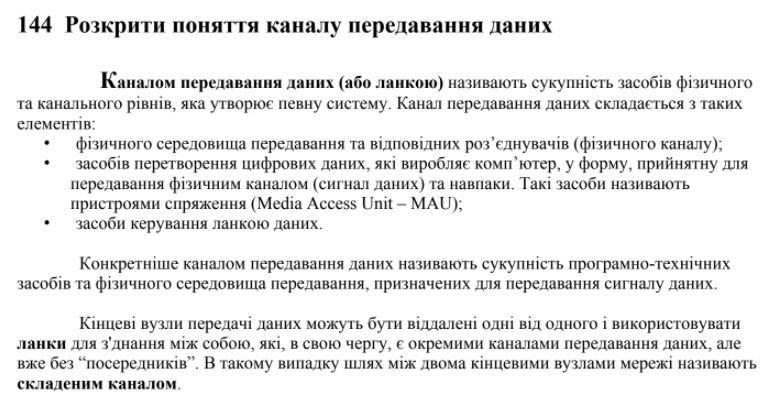 144 Розкрити поняття каналу передавання даних
Каналом передавання даних (або ланкою) називають сукупність засобів фізичного
та канального рівнів, яка утворює певну систему. Канал передавання даних складається з таких
елементів:
• фізичного середовища передавання та відповідних роз’єднувачів (фізичного каналу);
• засобів перетворення цифрових даних, які виробляє комп’ютер, у форму, прийнятну для
передавання фізичним каналом (сигнал даних) та навпаки. Такі засоби називають
пристроями спряження (Media Access Unit – MAU);
• засоби керування ланкою даних.
Конкретніше каналом передавання даних називають сукупність програмно-технічних
засобів та фізичного середовища передавання, призначених для передавання сигналу даних.
Кінцеві вузли передачі даних можуть бути віддалені одні від одного і використовувати
ланки для з'днання між собою, які, в свою чергу, є окремими каналами передавання даних, але
вже без “посередників”. В такому випадку шлях між двома кінцевими вузлами мережі називають
складеним каналом.